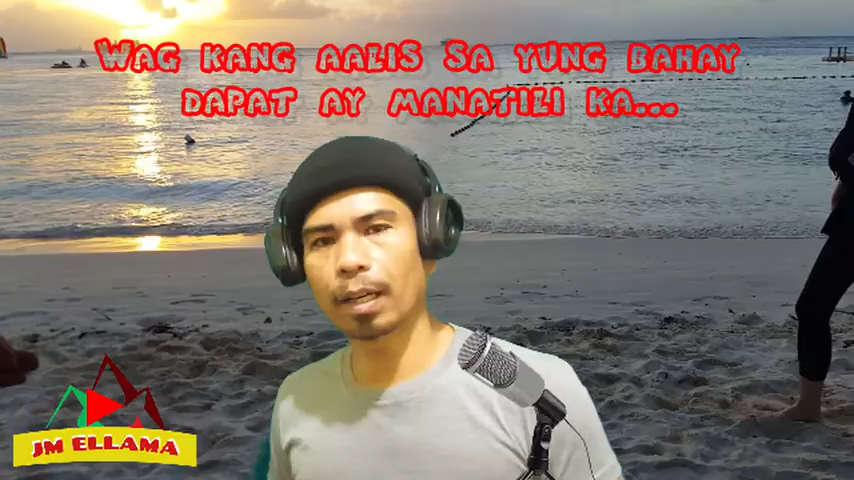 WAG KANG AALIS SA YUNG BAHAY
DAPAT AY MANATILI KA...
JM ELLAMA